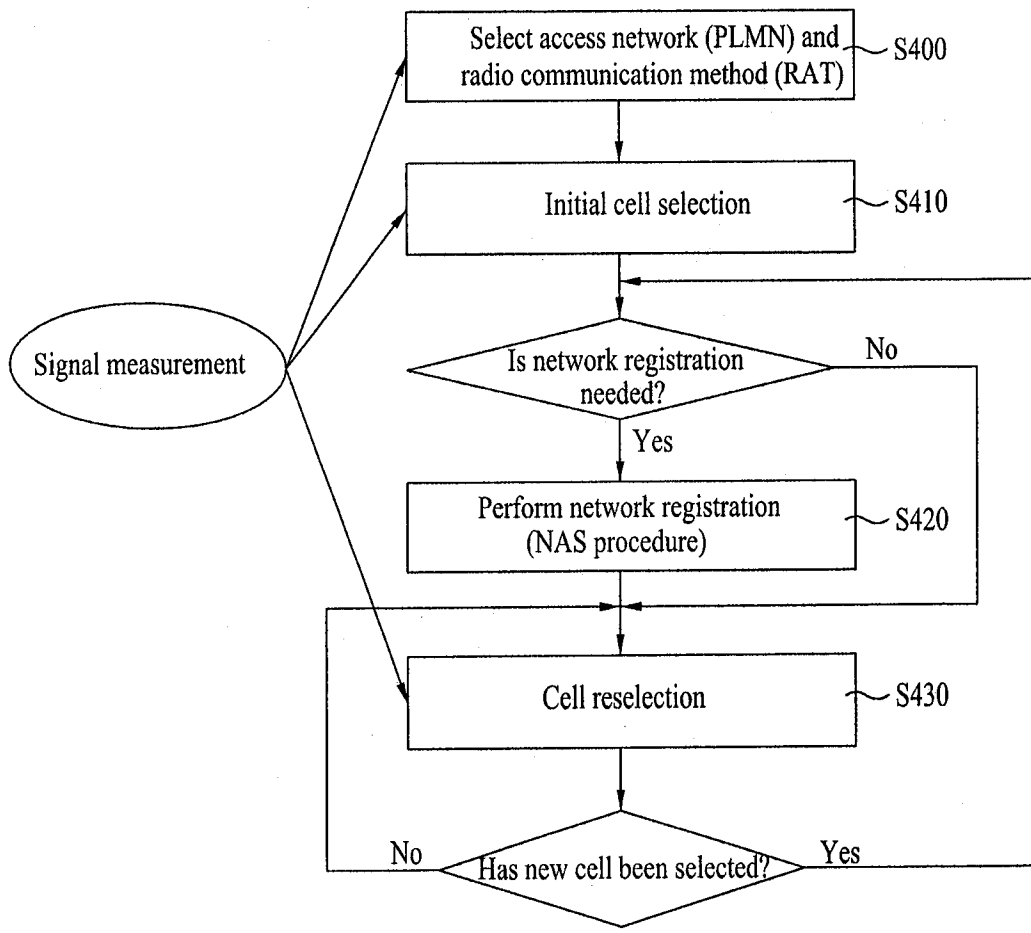 Select access network (PLMN) and
radio communication method (RAT)
S400
Initial cell selection
S410
Signal measurement
Is network registration
needed?
No
Yes
Perform network registration
(NAS procedure)
S420
Cell reselection
S430
No
Has new cell been selected?
Yes